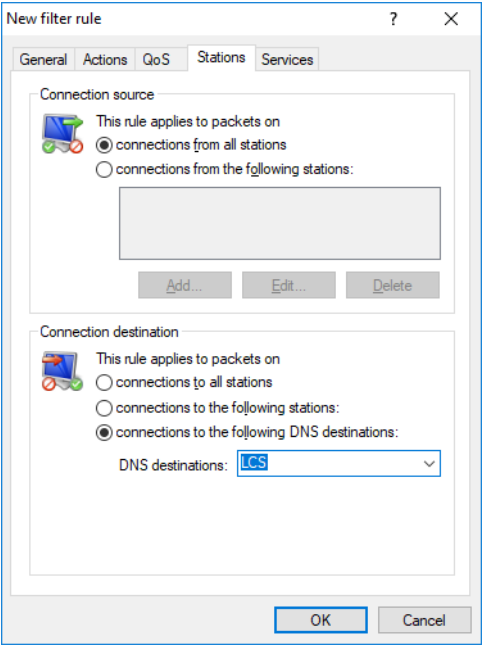 New filter rule
?
General Actions QoS Stations Services
Connection source
This rule applies to packets on
connections from all stations
connections from the following stations:
Add... Edit... Delete
Connection destination
This rule applies to packets on
connections to all stations
connections to the following stations:
connections to the following DNS destinations:
DNS destinations: LCS
OK Cancel